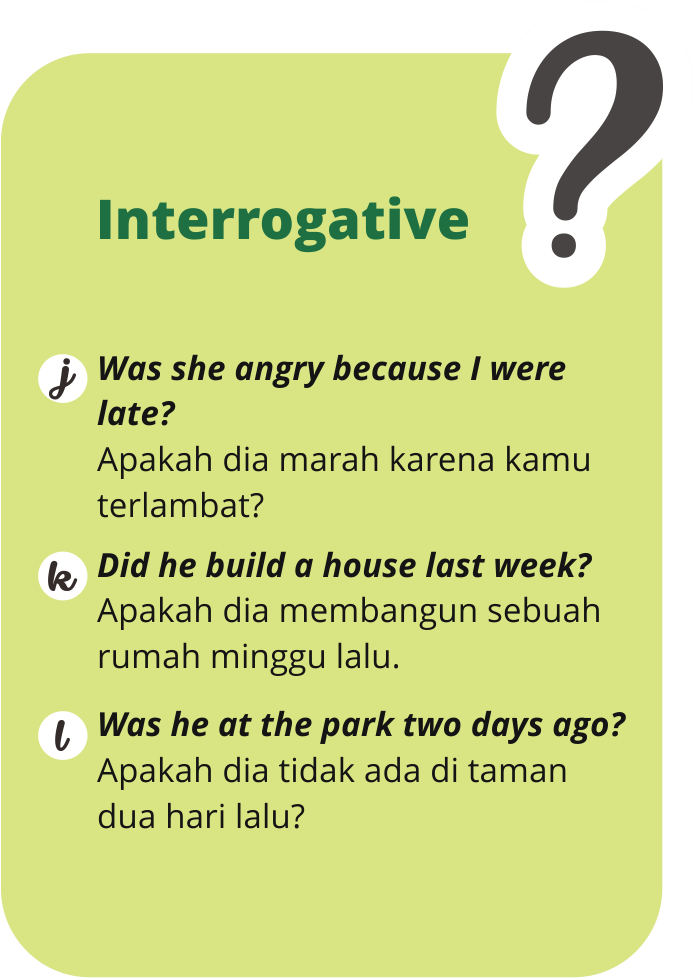 ?
Interrogative
j Was she angry because I were
late?
Apakah dia marah karena kamu
terlambat?
k Did he build a house last week?
Apakah dia membangun sebuah
rumah minggu lalu.
l Was he at the park two days ago?
Apakah dia tidak ada di taman
dua hari lalu?